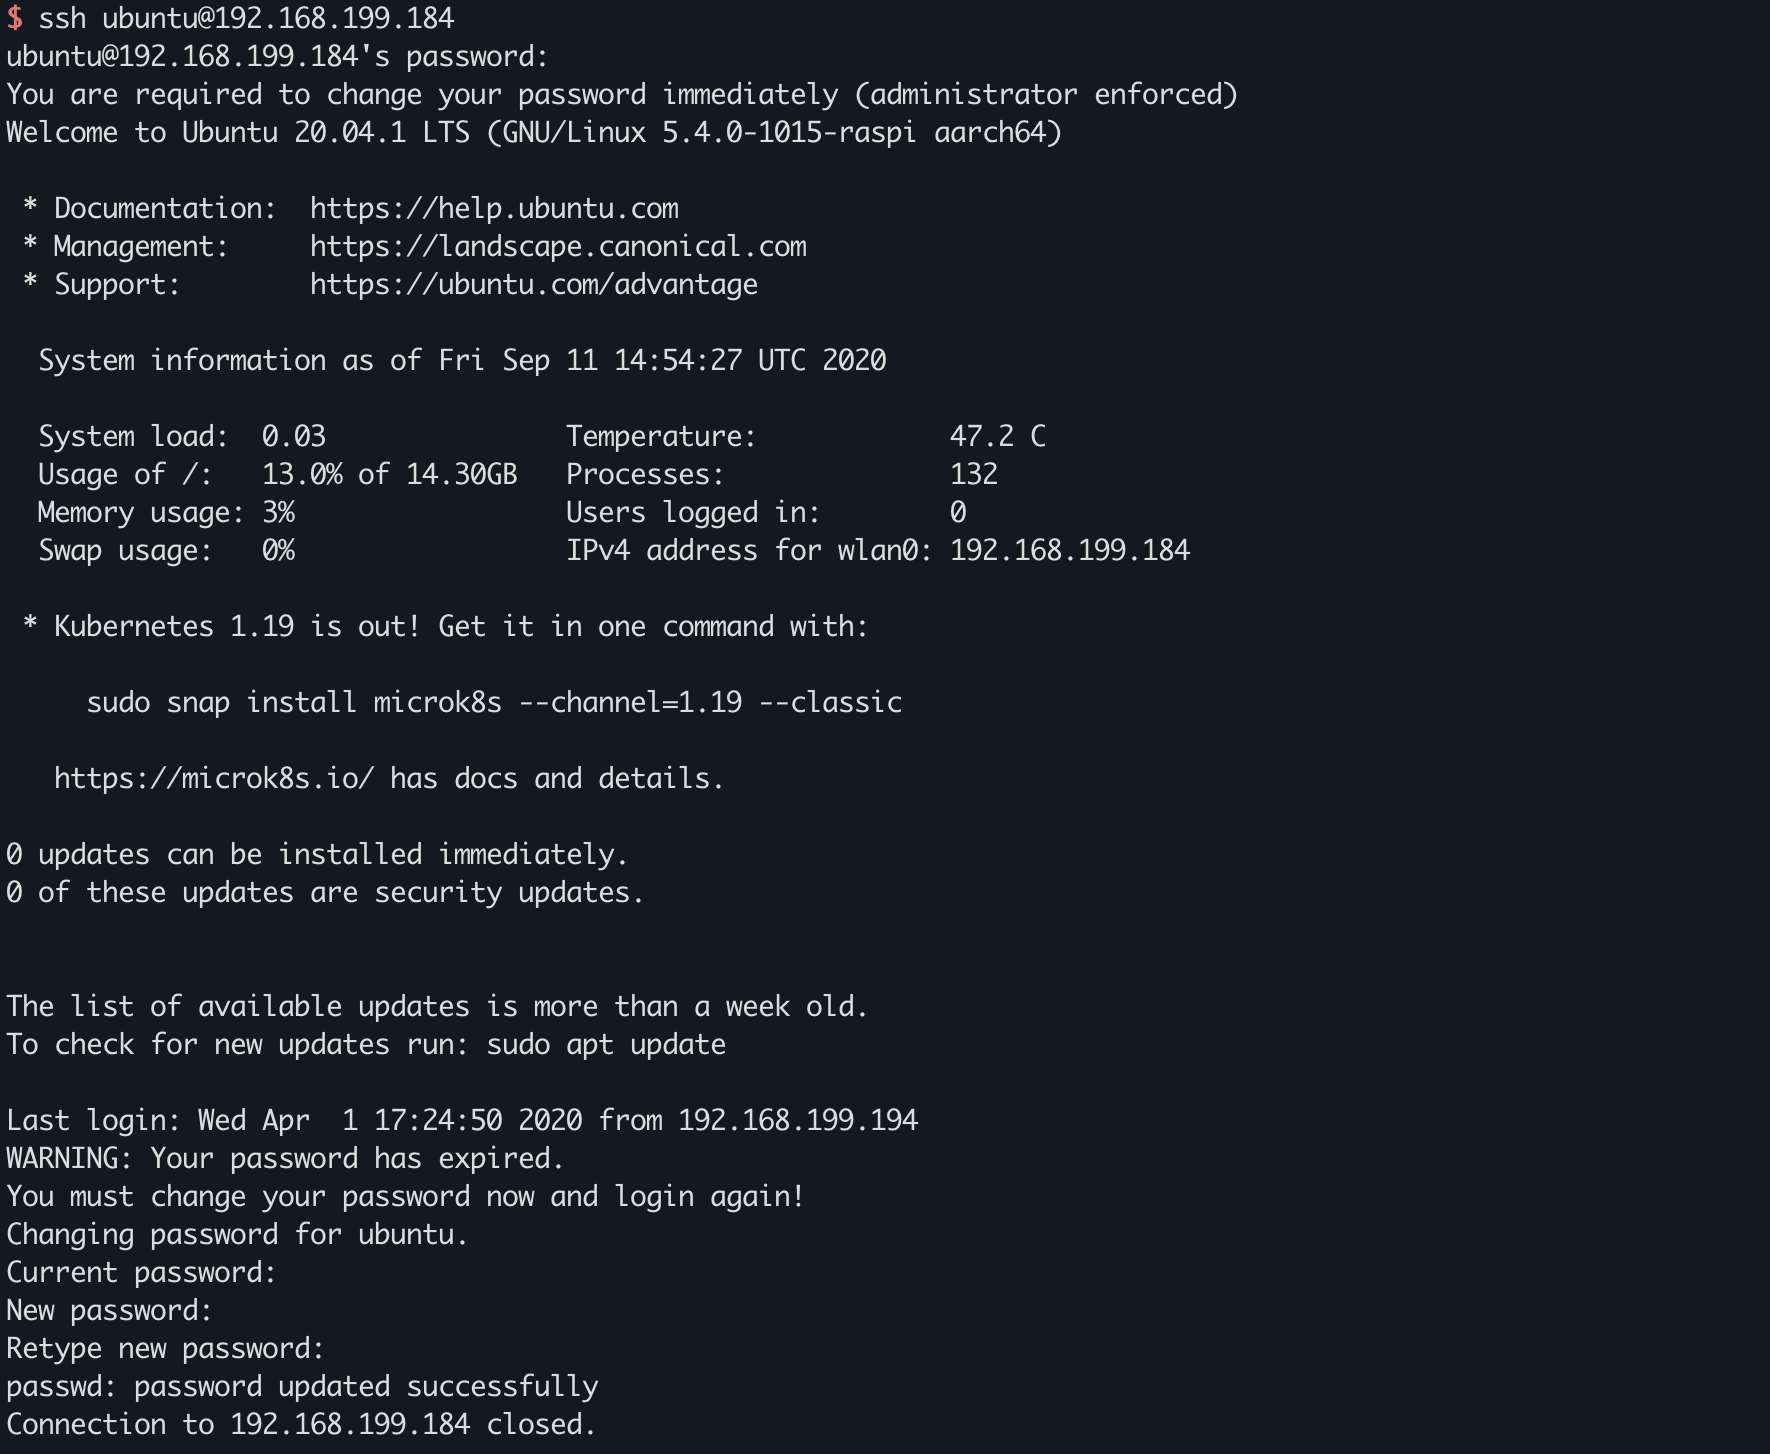 $ ssh ubuntu@192.168.199.184
ubuntu@192.168.199.184's password:
You are required to change your password immediately (administrator enforced)
Welcome to Ubuntu 20.04.1 LTS (GNU/Linux 5.4.0-1015-raspi aarch64)

 * Documentation:  https://help.ubuntu.com
 * Management:     https://landscape.canonical.com
 * Support:        https://ubuntu.com/advantage

  System information as of Fri Sep 11 14:54:27 UTC 2020

  System load:  0.03               Temperature:            47.2 C
  Usage of /:   13.0% of 14.30GB   Processes:              132
  Memory usage: 3%                 Users logged in:        0
  Swap usage:   0%                 IPv4 address for wlan0: 192.168.199.184

 * Kubernetes 1.19 is out! Get it in one command with:

     sudo snap install microk8s --channel=1.19 --classic

   https://microk8s.io/ has docs and details.

0 updates can be installed immediately.
0 of these updates are security updates.


The list of available updates is more than a week old.
To check for new updates run: sudo apt update

Last login: Wed Apr  1 17:24:50 2020 from 192.168.199.194
WARNING: Your password has expired.
You must change your password now and login again!
Changing password for ubuntu.
Current password:
New password:
Retype new password:
passwd: password updated successfully
Connection to 192.168.199.184 closed.